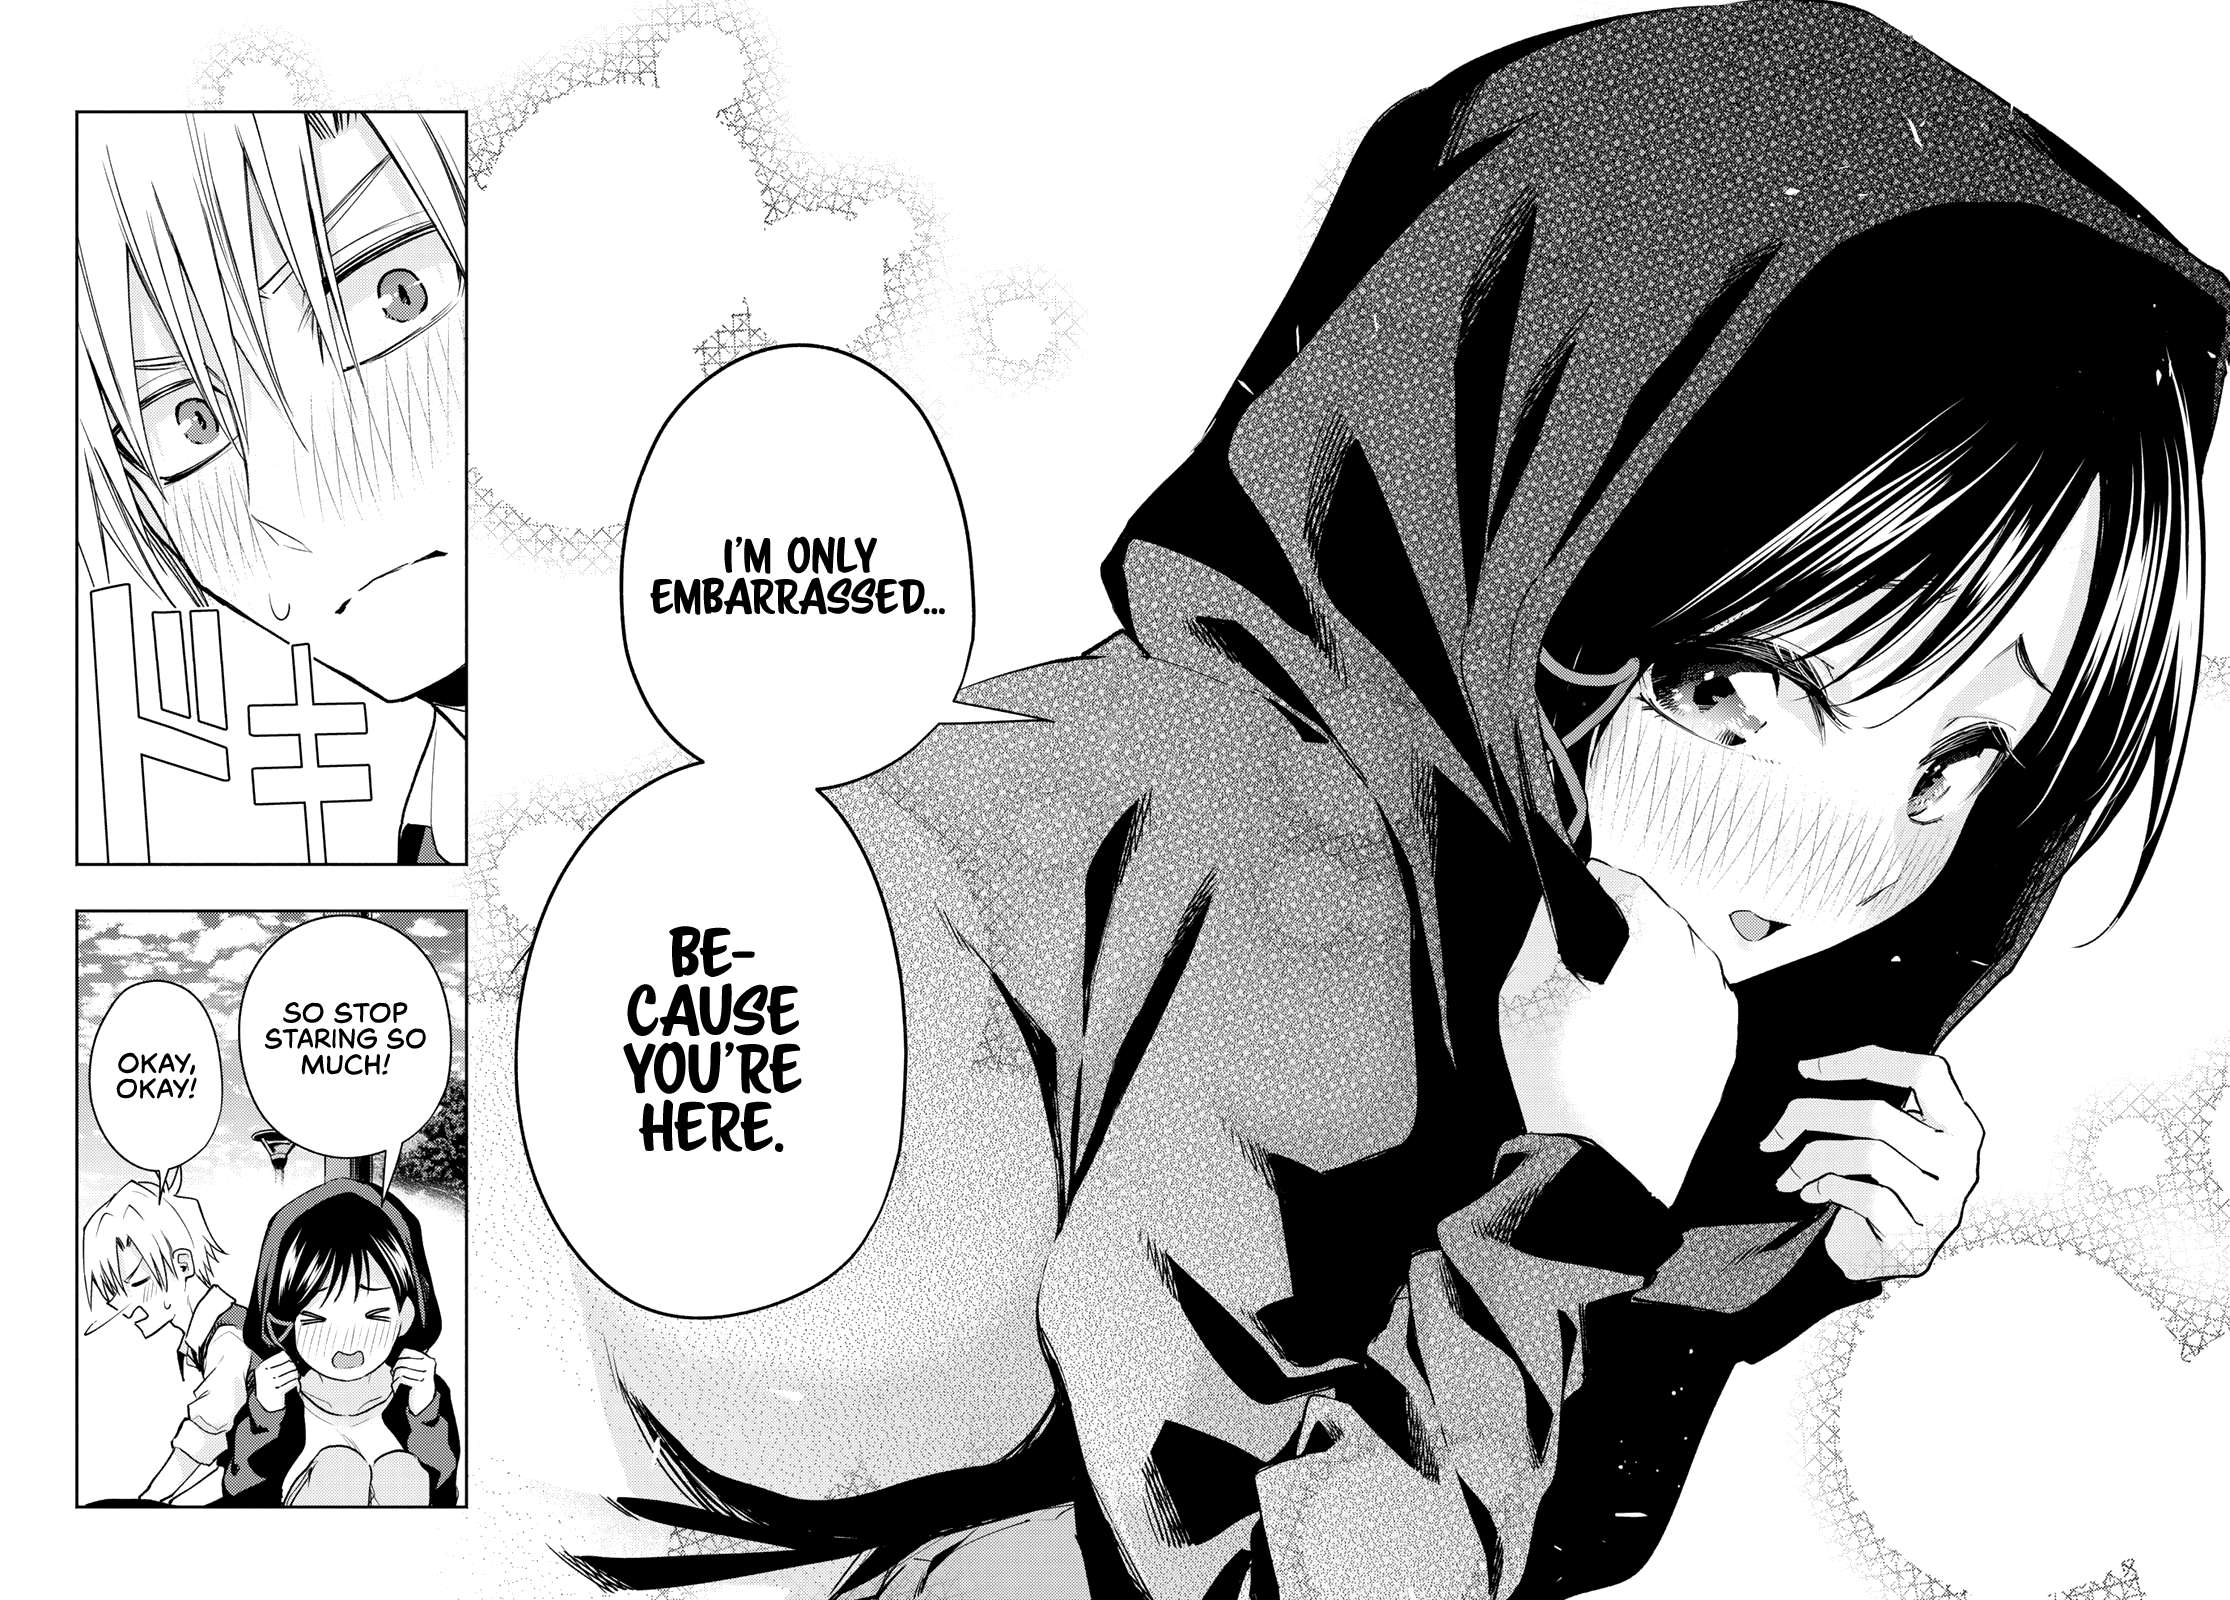 I'M ONLY
EMBARRASSED...
BE-
CAUSE
YOU'RE
HERE.
ドキ
SO STOP
STARING SO
MUCH!
OKAY,
OKAY!